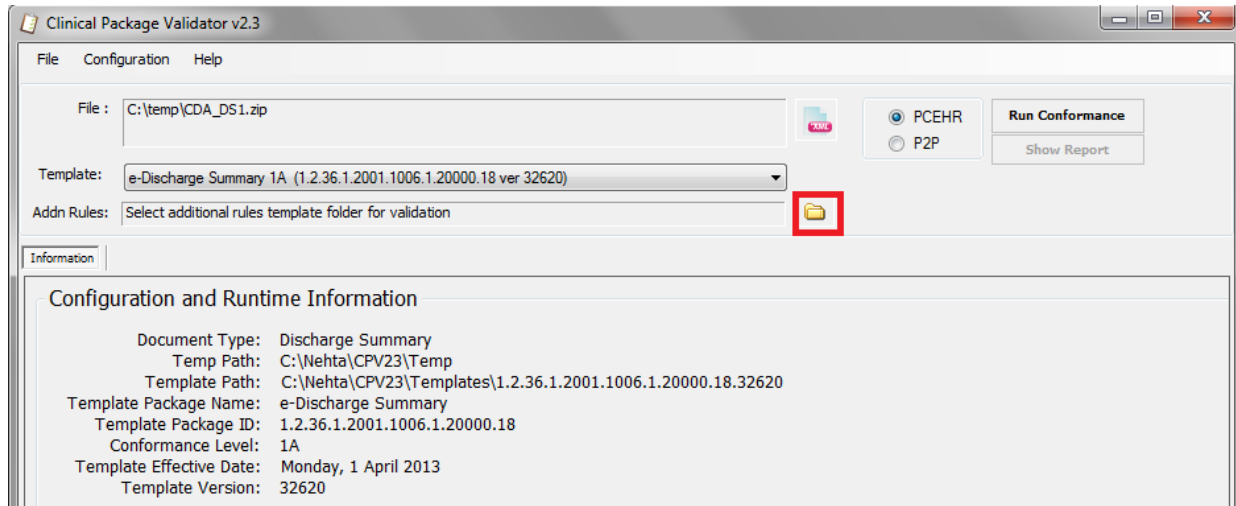 Clinical Package Validator v2.3
File Configuration Help
File : C:\temp\CDA_DS1.zip
XML
PCEHR
Run Conformance
P2P
Show Report
Template: e-Discharge Summary 1A (1.2.36.1.2001.1006.1.20000.18 ver 32620)
Addn Rules: Select additional rules template folder for validation
Information
Configuration and Runtime Information
Document Type: Discharge Summary
Temp Path: C:\Nehta\CPV23\Temp
Template Path: C:\Nehta\CPV23\Templates\1.2.36.1.2001.1006.1.20000.18.32620
Template Package Name: e-Discharge Summary
Template Package ID: 1.2.36.1.2001.1006.1.20000.18
Conformance Level: 1A
Template Effective Date: Monday, 1 April 2013
Template Version: 32620